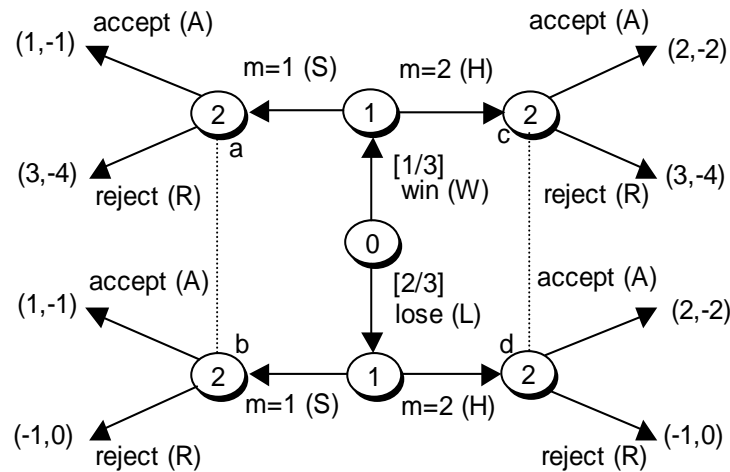 accept (A)
accept (A)
(1,-1)
m=1 (S)
m=2 (H)
(2,-2)
2
1
2
a
c
(3,-4)
[1/3]
(3,-4)
reject (R)
win (W)
reject (R)
0
accept (A)
[2/3]
accept (A)
(1,-1)
lose (L)
(2,-2)
b
d
2
1
2
m=1 (S)
m=2 (H)
(-1,0)
(-1,0)
reject (R)
reject (R)